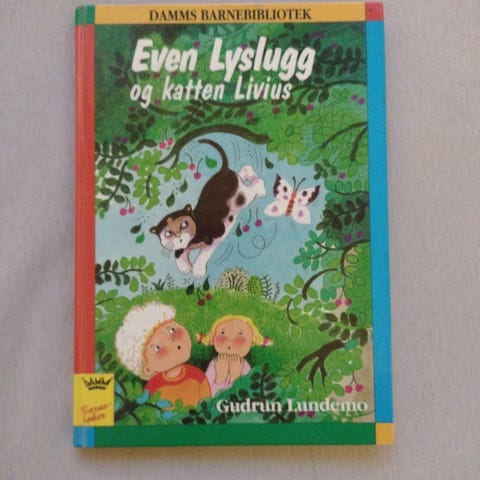 DAMMS BARNEBIBLIOTEK
Even Lyslugg
og katten Livius
DAMM
Barne-
bøker
Gudrun Lundemo